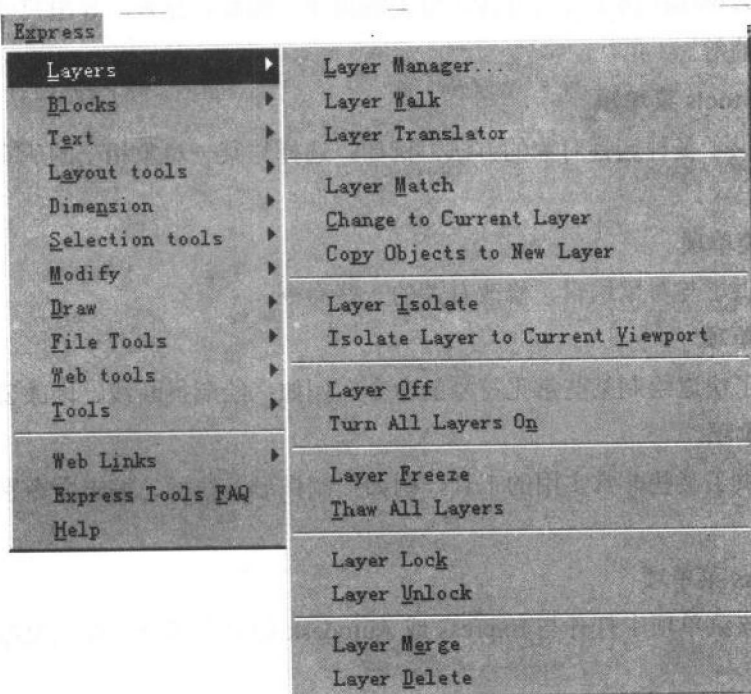 Express
Layers
Blocks
Text
Layout tools
Dimension
Selection tools
Modify
Draw
File Tools
Web tools
Tools
Web Links
Express Tools FAQ
Help
Layer Manager...
Layer Walk
Layer Translator
Layer Match
Change to Current Layer
Copy Objects to New Layer
Layer Isolate
Isolate Layer to Current Viewport
Layer Off
Turn All Layers On
Layer Freeze
Thaw All Layers
Layer Lock
Layer Unlock
Layer Merge
Layer Delete